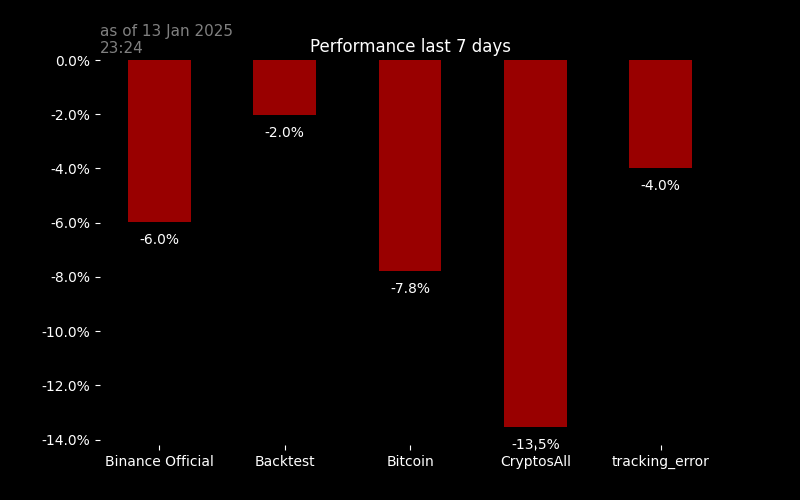 as of 13 Jan 2025
23:24
Performance last 7 days
0.0%
-2.0%
-4.0%
-6.0%
-8.0%
-10.0%
-12.0%
-14.0%
-6.0%
-2.0%
-7.8%
-13.5%
-4.0%
Binance Official
Backtest
Bitcoin
CryptosAll
tracking_error